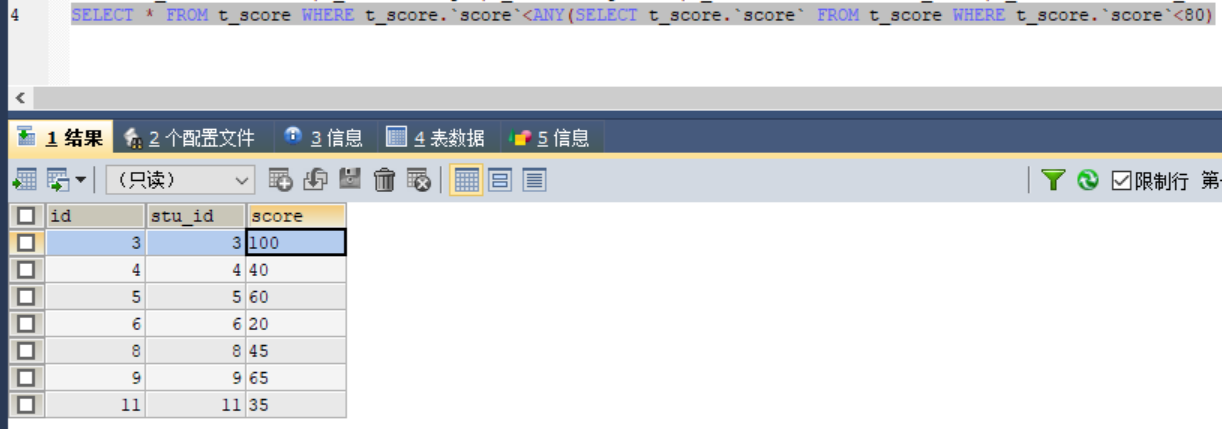 4 SELECT * FROM t_score WHERE t_score.`score`<ANY(SELECT t_score.`score` FROM t_score WHERE t_score.`score`<80)
1 结果 2 个配置文件 3 信息 4 表数据 5 信息
(只读) 限制行 第
id stu_id score
3 3 100
4 4 40
5 5 60
6 6 20
8 8 45
9 9 65
11 11 35